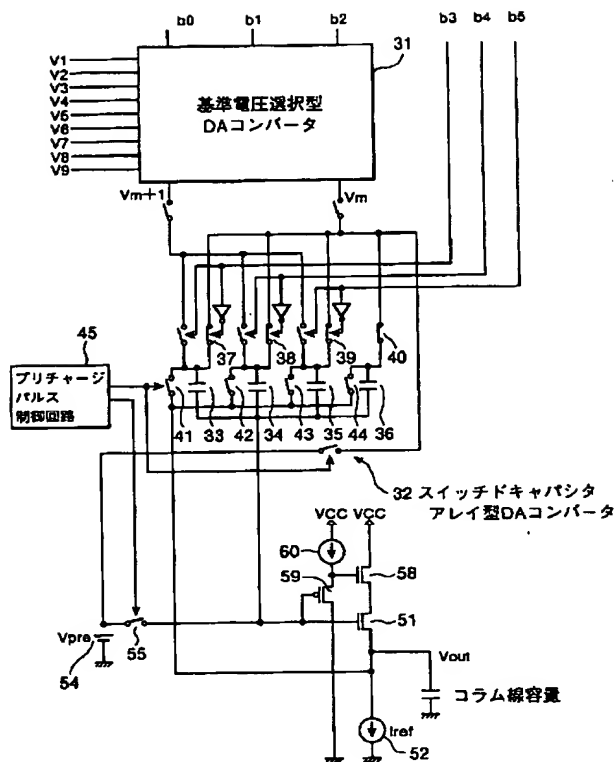 b0 b1 b2 b3 b4 b5
31
V1
V2
V3
V4
V5
V6
V7
V8
V9
基準電圧選択型
DAコンバータ
Vm+1
Vm
45
プリチャージ
パルス
制御回路
37 38 39 40
41 33 42 34 43 35 44 36
32 スイッチドキャパシタ
アレイ型DAコンバータ
VCC VCC
60
59
58
51
Vpre
54
55
Vout
コラム線容量
Iref
52